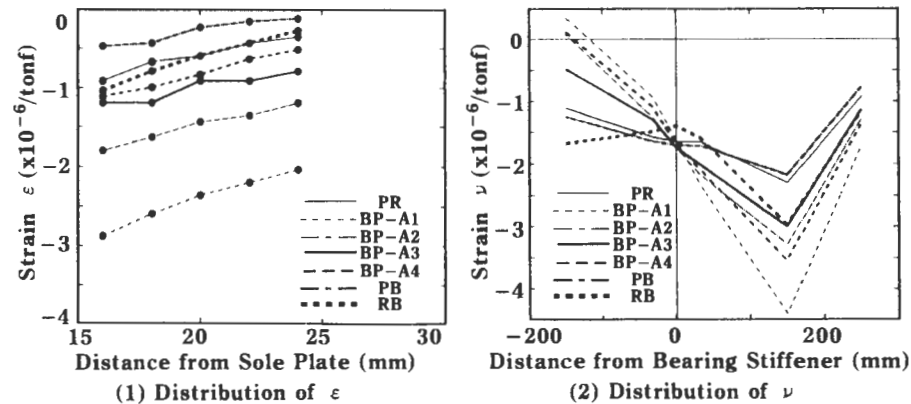 0
−1
−2
−3
−4
15 20 25 30
Strain ε (x10⁻⁶/tonf)
PR
BP−A1
BP−A2
BP−A3
BP−A4
PB
RB
Distance from Sole Plate (mm)
(1) Distribution of ε
0
−1
−2
−3
−4
−200 0 200
Strain ν (x10⁻⁶/tonf)
PR
BP−A1
BP−A2
BP−A3
BP−A4
PB
RB
Distance from Bearing Stiffener (mm)
(2) Distribution of ν